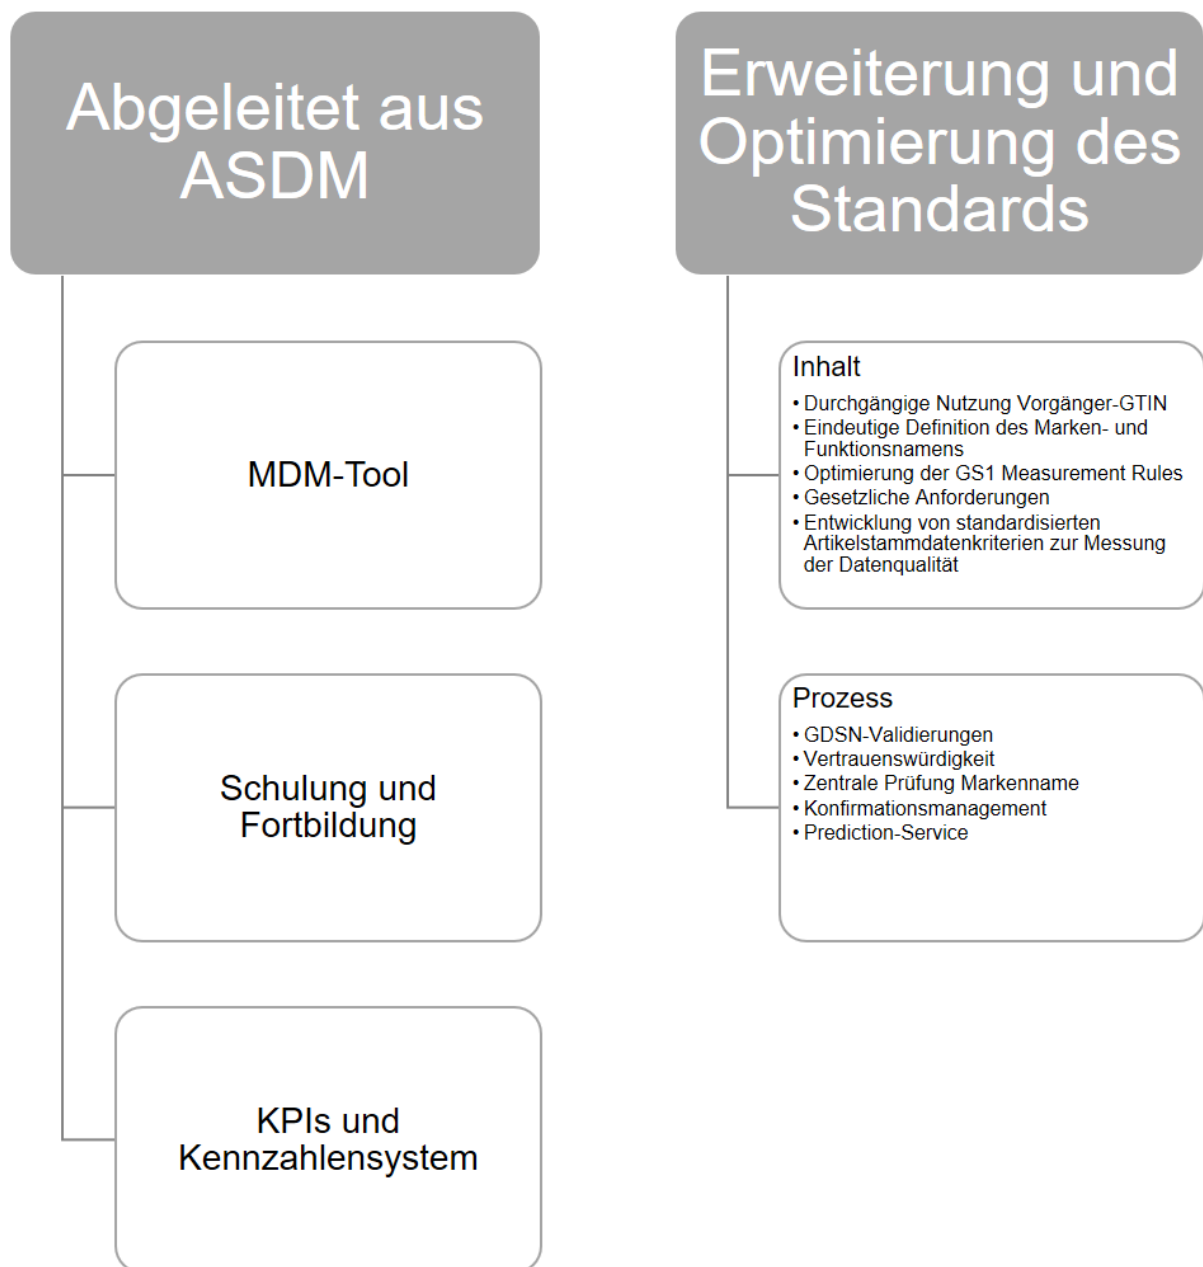 Abgeleitet aus
ASDM
MDM-Tool
Schulung und
Fortbildung
KPIs und
Kennzahlensystem
Erweiterung und
Optimierung des
Standards
Inhalt
• Durchgängige Nutzung Vorgänger-GTIN
• Eindeutige Definition des Marken- und
Funktionsnamens
• Optimierung der GS1 Measurement Rules
• Gesetzliche Anforderungen
• Entwicklung von standardisierten
Artikelstammdatenkriterien zur Messung
der Datenqualität
Prozess
• GDSN-Validierungen
• Vertrauenswürdigkeit
• Zentrale Prüfung Markenname
• Konfirmationsmanagement
• Prediction-Service